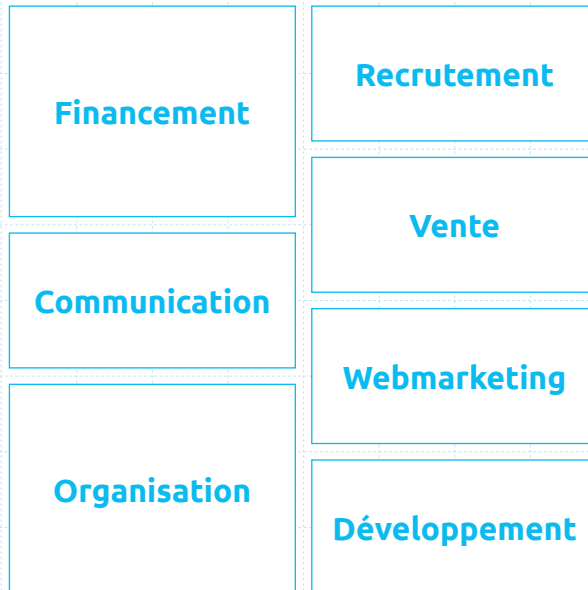 Financement
Communication
Organisation
Recrutement
Vente
Webmarketing
Développement